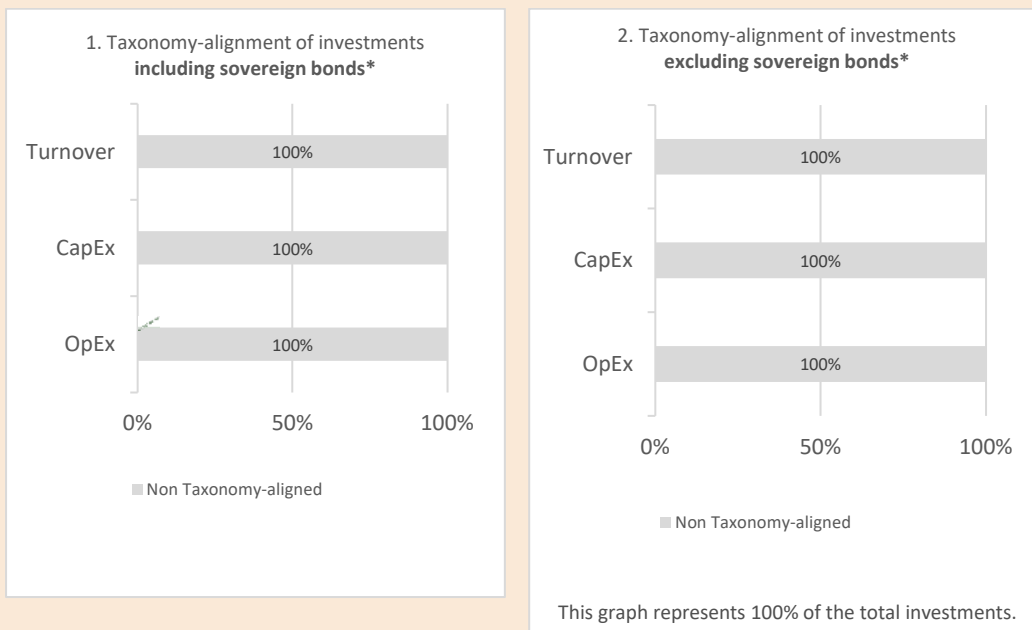 1. Taxonomy-alignment of investments
including sovereign bonds*
Turnover
100%
CapEx
100%
OpEx
100%
0% 50% 100%
Non Taxonomy-aligned
2. Taxonomy-alignment of investments
excluding sovereign bonds*
Turnover
100%
CapEx
100%
OpEx
100%
0% 50% 100%
Non Taxonomy-aligned
This graph represents 100% of the total investments.